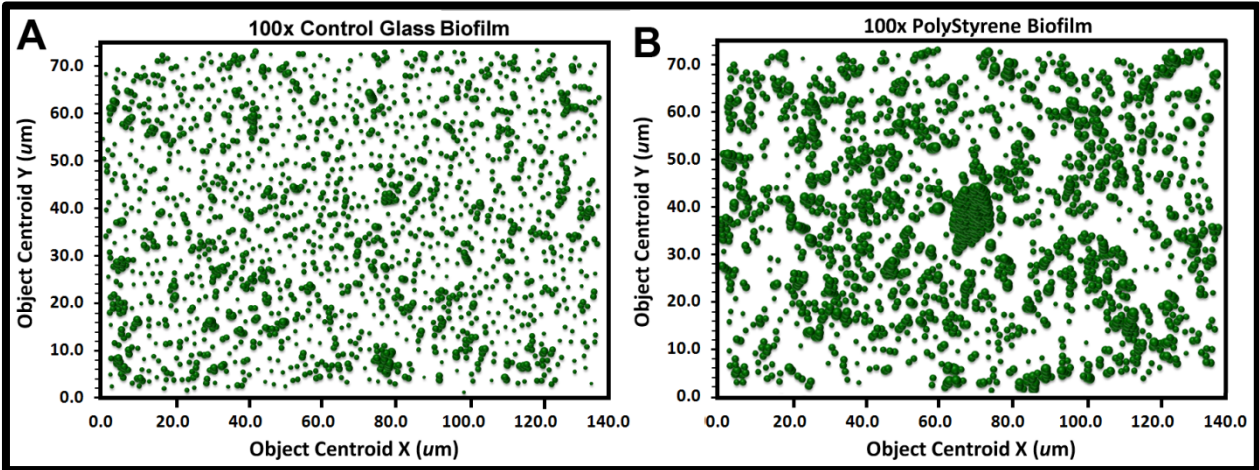 A
100x Control Glass Biofilm
Object Centroid Y (um)
70.0
60.0
50.0
40.0
30.0
20.0
10.0
0.0
0.0 20.0 40.0 60.0 80.0 100.0 120.0 140.0
Object Centroid X (um)
B
100x PolyStyrene Biofilm
Object Centroid Y (um)
70.0
60.0
50.0
40.0
30.0
20.0
10.0
0.0
0.0 20.0 40.0 60.0 80.0 100.0 120.0 140.0
Object Centroid X (um)